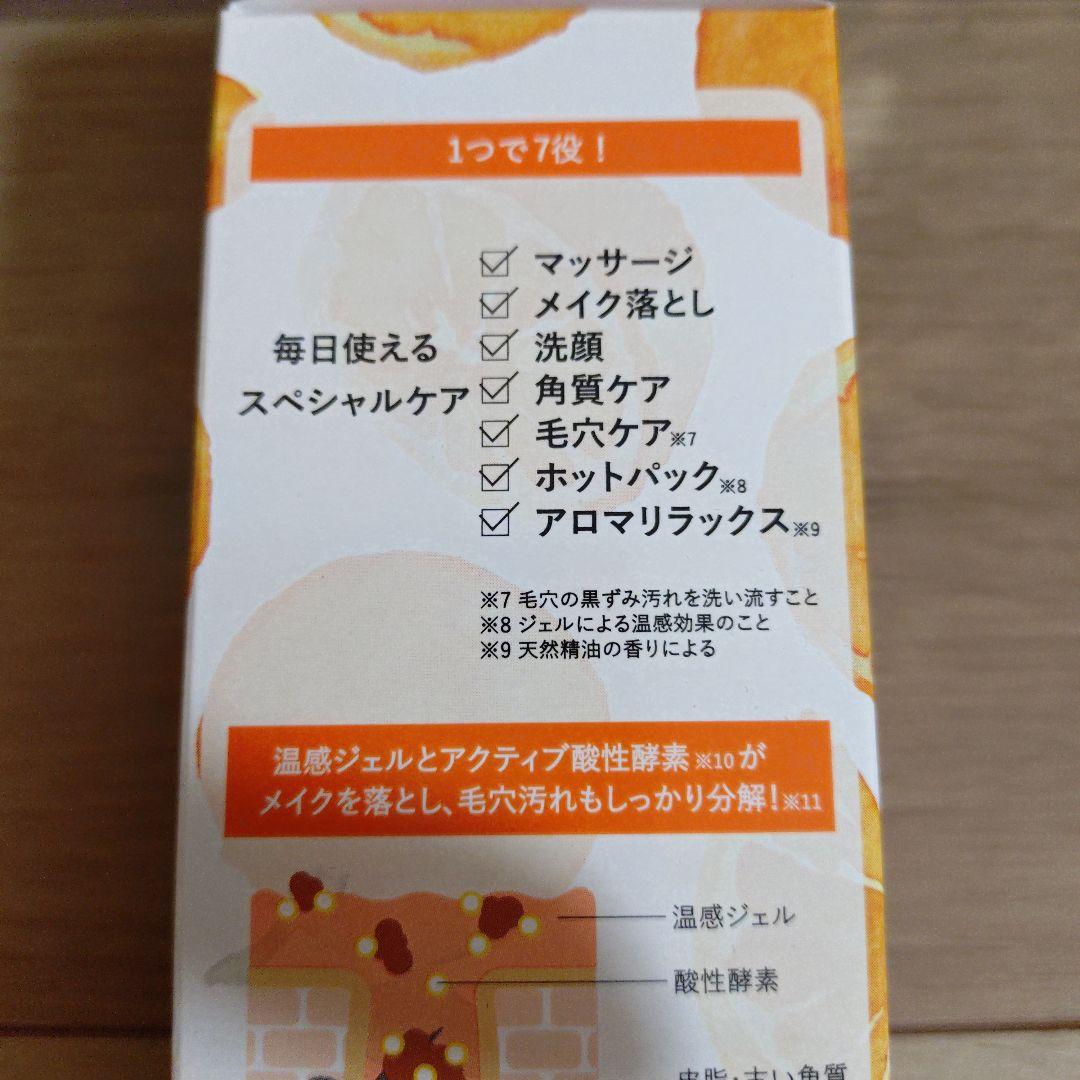 1つで7役！
毎日使える
スペシャルケア
マッサージ
メイク落とし
洗顔
角質ケア
毛穴ケア※7
ホットパック※8
アロマリラックス※9
※7 毛穴の黒ずみ汚れを洗い流すこと
※8 ジェルによる温感効果のこと
※9 天然精油の香りによる
温感ジェルとアクティブ酸性酵素※10が
メイクを落とし、毛穴汚れもしっかり分解！※11
温感ジェル
酸性酵素
皮脂・古い角質